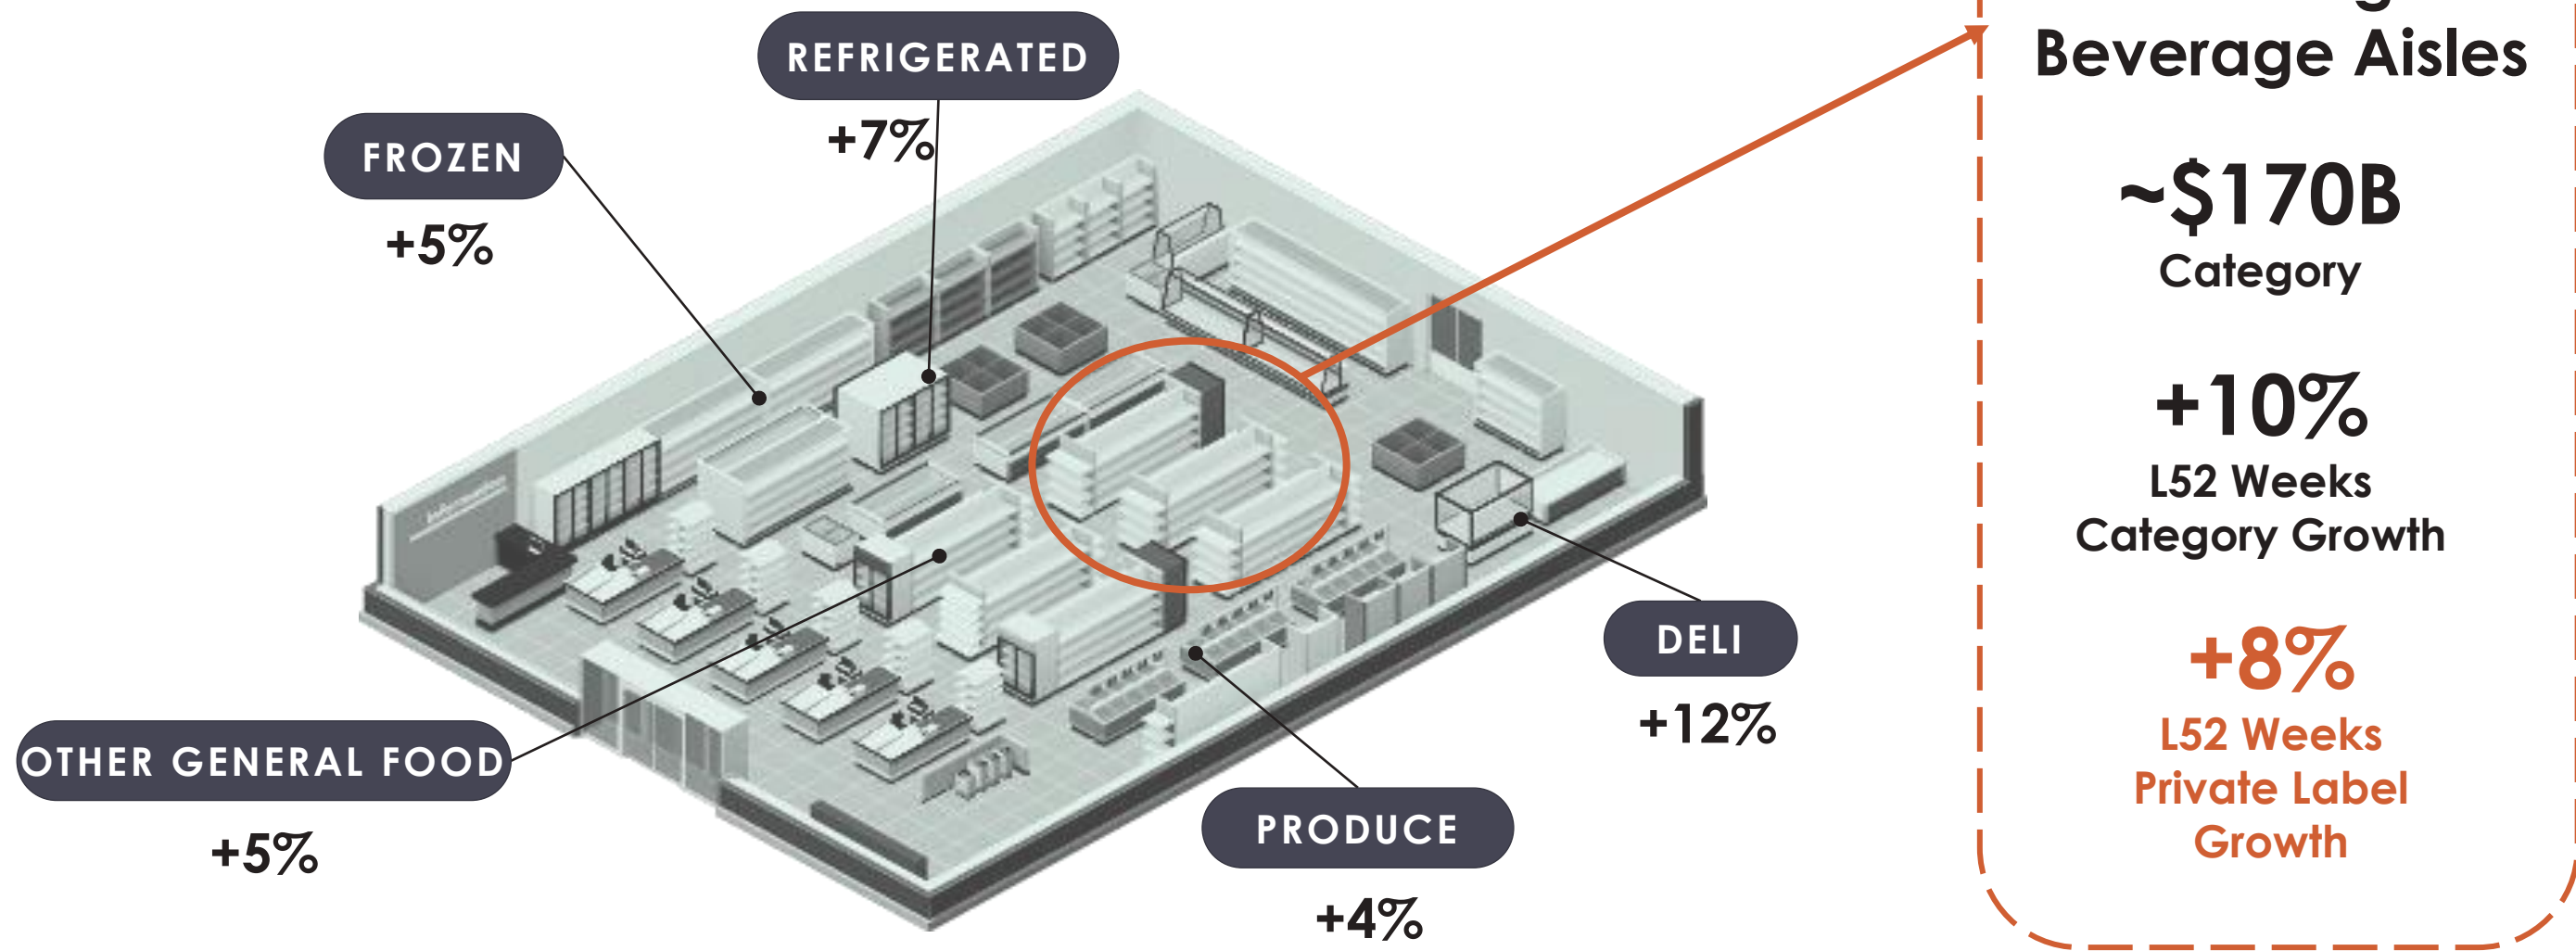 REFRIGERATED
+7%
FROZEN
+5%
OTHER GENERAL FOOD
+5%
PRODUCE
+4%
DELI
+12%
Beverage Aisles
~$170B
Category
+10%
L52 Weeks
Category Growth
+8%
L52 Weeks
Private Label
Growth